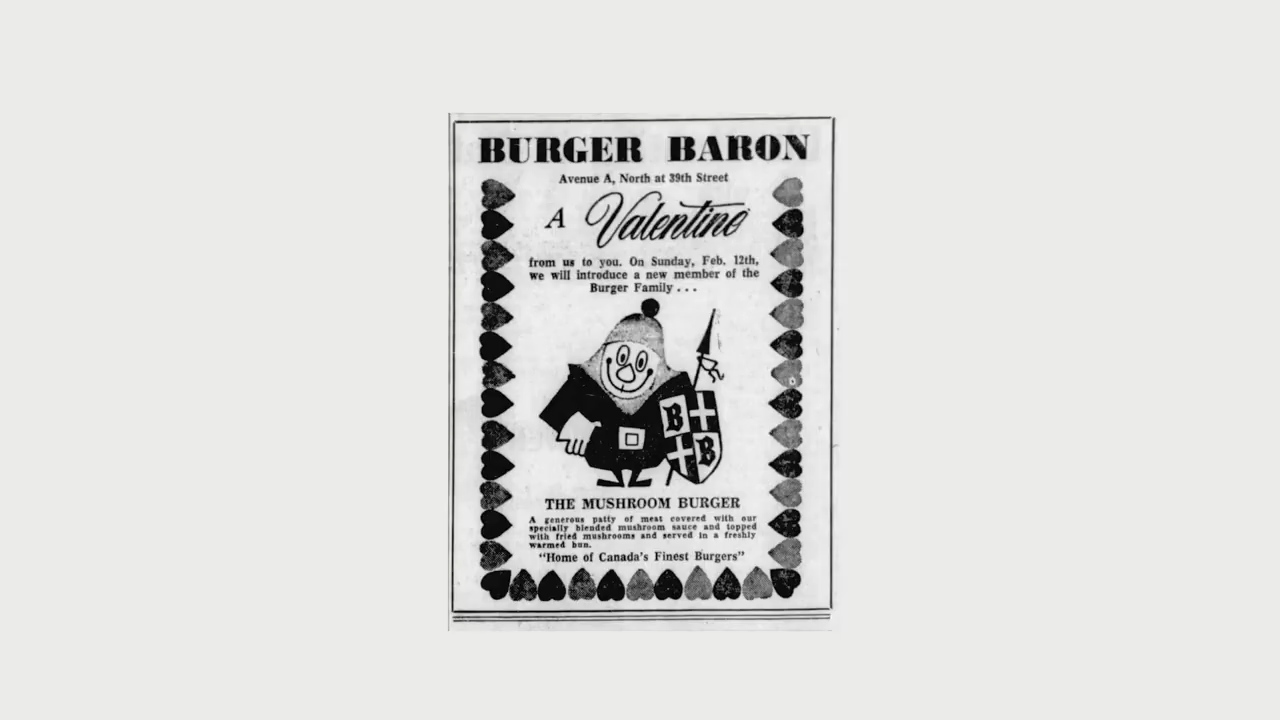 BURGER BARON
Avenue A, North at 39th Street
A Valentine
from us to you. On Sunday, Feb. 12th,
we will introduce a new member of the
Burger Family . . .
B
B
THE MUSHROOM BURGER
A generous patty of meat covered with our
specially blended mushroom sauce and topped
with fried mushrooms and served in a freshly
warmed bun.
"Home of Canada's Finest Burgers"